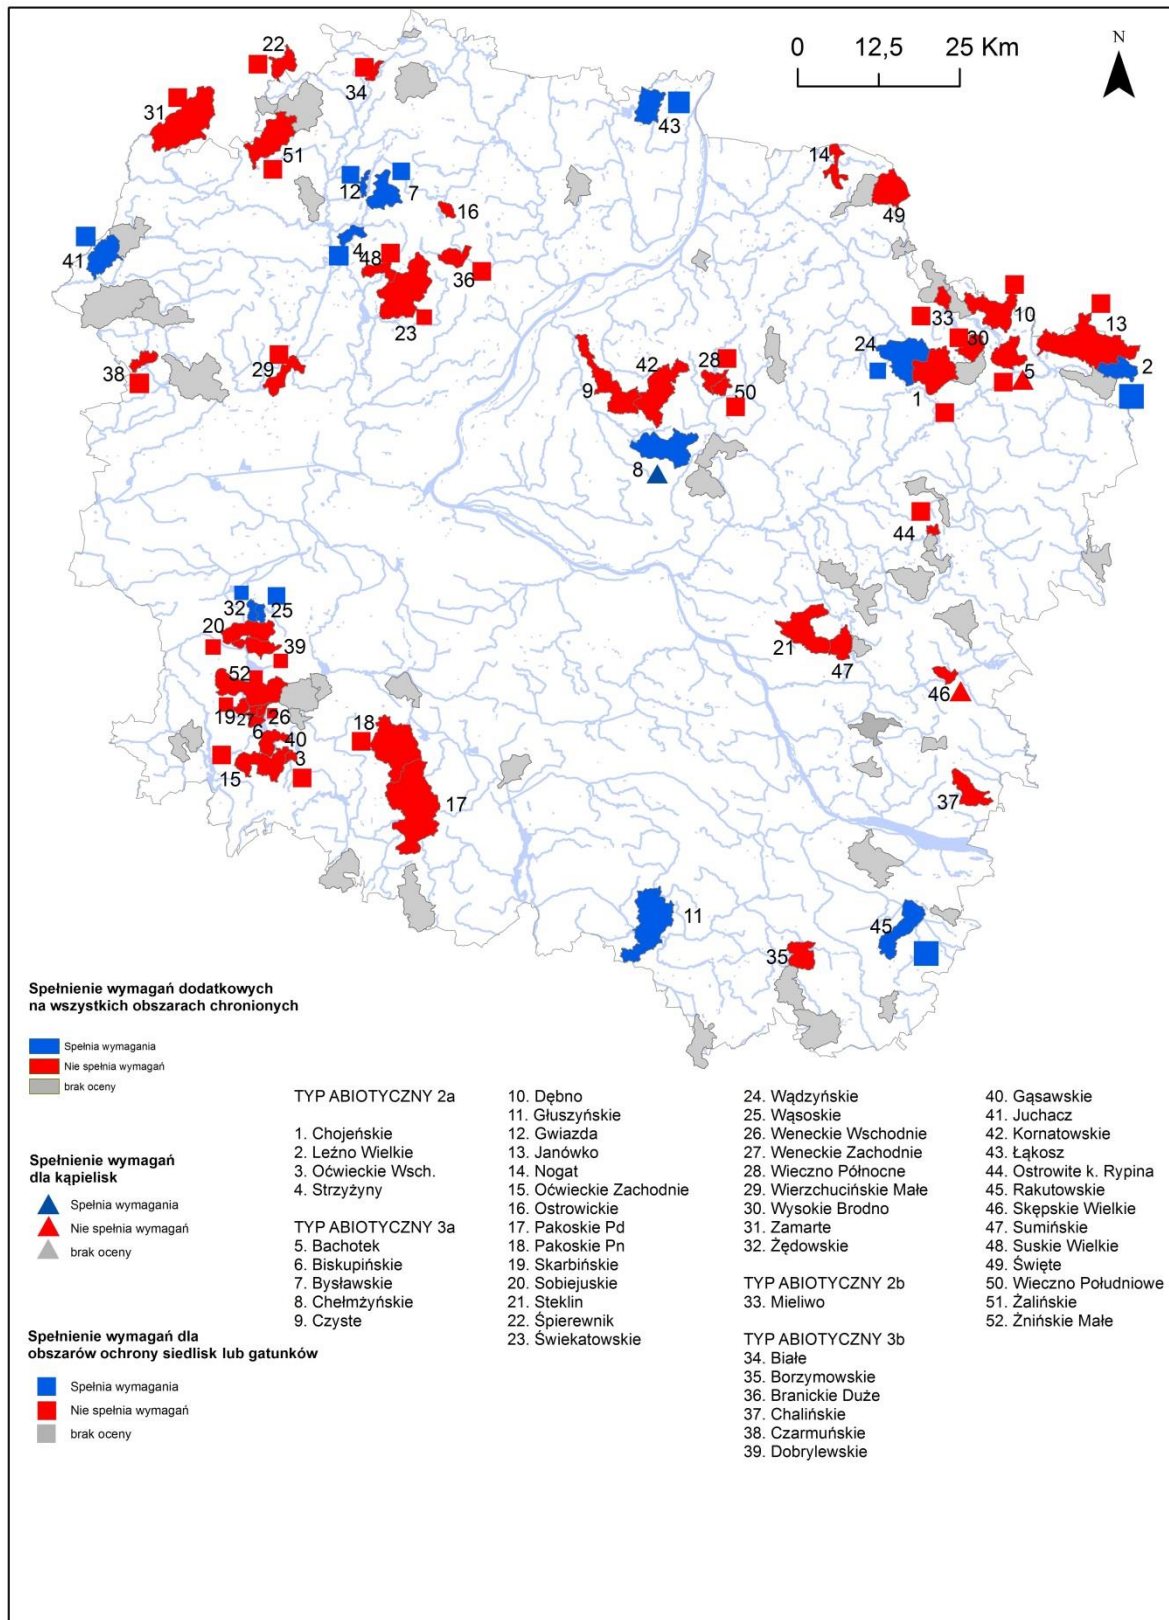 0 12,5 25 Km
N
22
34
31
43
51
14
12
7
49
16
4
41
48
36
33
10
13
23
24
30
28
42
2
38
29
9
5
50
1
8
44
32
25
20
39
21
47
52
46
19
27
26
18
6
40
15
3
37
17
11
45
35
Spełnienie wymagań dodatkowych
na wszystkich obszarach chronionych
Spełnia wymagania
Nie spełnia wymagań
brak oceny
Spełnienie wymagań
dla kąpielisk
Spełnia wymagania
Nie spełnia wymagań
brak oceny
Spełnienie wymagań dla
obszarów ochrony siedlisk lub gatunków
Spełnia wymagania
Nie spełnia wymagań
brak oceny
TYP ABIOTYCZNY 2a
1. Chojeńskie
2. Leźno Wielkie
3. Oćwieckie Wsch.
4. Strzyżyny
TYP ABIOTYCZNY 3a
5. Bachotek
6. Biskupińskie
7. Bysławskie
8. Chełmżyńskie
9. Czyste
10. Dębno
11. Głuszyńskie
12. Gwiazda
13. Janówko
14. Nogat
15. Oćwieckie Zachodnie
16. Ostrowickie
17. Pakoskie Pd
18. Pakoskie Pn
19. Skarbińskie
20. Sobiejuskie
21. Steklin
22. Śpierewnik
23. Świekatowskie
24. Wądzyńskie
25. Wąsoskie
26. Weneckie Wschodnie
27. Weneckie Zachodnie
28. Wieczno Północne
29. Wierzchucińskie Małe
30. Wysokie Brodno
31. Zamarte
32. Żędowskie
TYP ABIOTYCZNY 2b
33. Mieliwo
TYP ABIOTYCZNY 3b
34. Białe
35. Borzymowskie
36. Branickie Duże
37. Chalińskie
38. Czarmuńskie
39. Dobrylewskie
40. Gąsawskie
41. Juchacz
42. Kornatowskie
43. Łąkosz
44. Ostrowite k. Rypina
45. Rakutowskie
46. Skępskie Wielkie
47. Sumińskie
48. Suskie Wielkie
49. Święte
50. Wieczno Południowe
51. Żalińskie
52. Żnińskie Małe